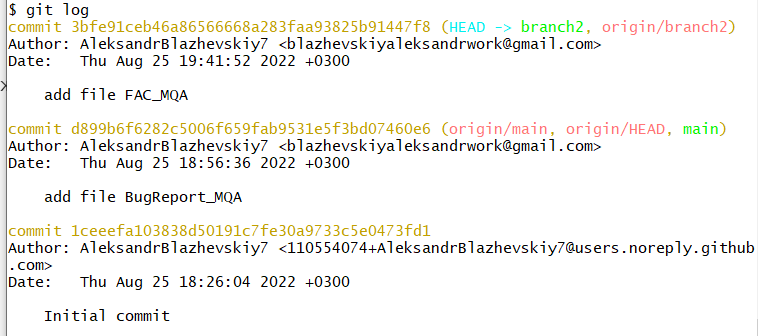 $ git log
commit 3bfe91ceb46a86566668a283faa93825b91447f8 (HEAD -> branch2, origin/branch2)
Author: AleksandrBlazhevskiy7 <blazhevskiyaleksandrwork@gmail.com>
Date:   Thu Aug 25 19:41:52 2022 +0300
    add file FAC_MQA
commit d899b6f6282c5006f659fab9531e5f3bd07460e6 (origin/main, origin/HEAD, main)
Author: AleksandrBlazhevskiy7 <blazhevskiyaleksandrwork@gmail.com>
Date:   Thu Aug 25 18:56:36 2022 +0300
    add file BugReport_MQA
commit 1ceeefa103838d50191c7fe30a9733c5e0473fd1
Author: AleksandrBlazhevskiy7 <110554074+AleksandrBlazhevskiy7@users.noreply.github
.com>
Date:   Thu Aug 25 18:26:04 2022 +0300
    Initial commit